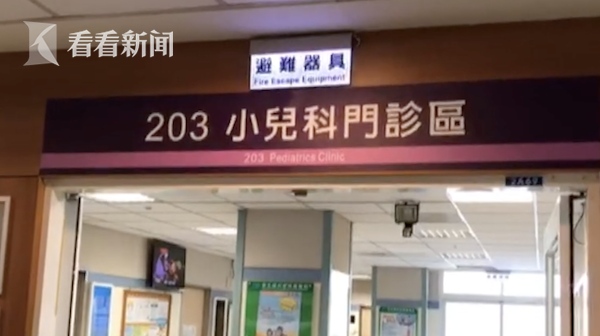 看看新闻
避難器具
Fire Escape Equipment
203 小兒科門診區
203 Pediatrics Clinic
2A69